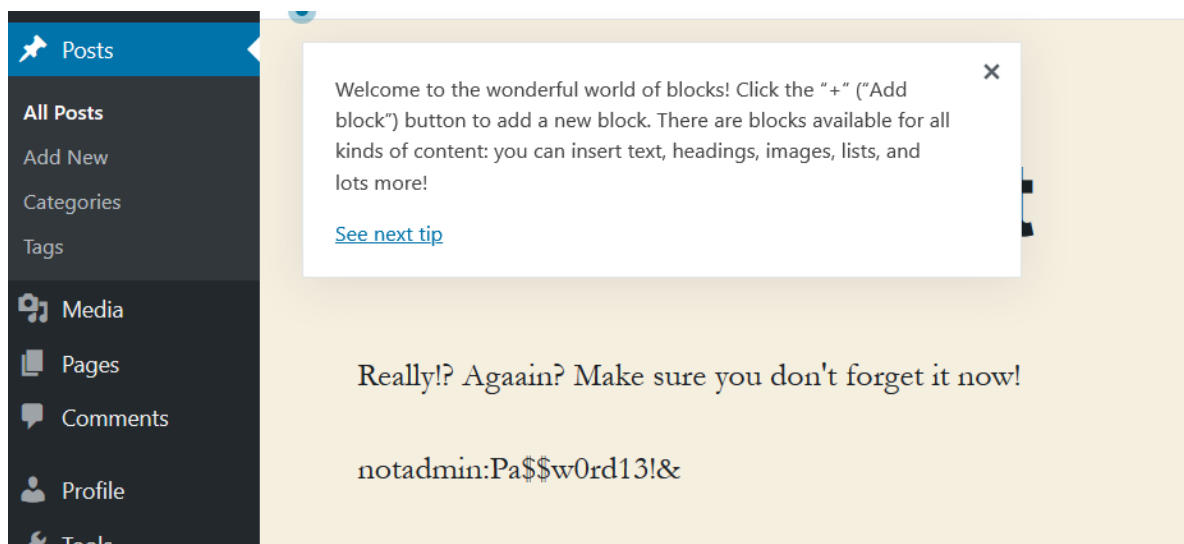 Posts
All Posts
Add New
Categories
Tags
Media
Pages
Comments
Profile
Tools
Welcome to the wonderful world of blocks! Click the “+” (“Add
block”) button to add a new block. There are blocks available for all
kinds of content: you can insert text, headings, images, lists, and
lots more!
See next tip
Really!? Agaain? Make sure you don't forget it now!
notadmin:Pa$$w0rd13!&